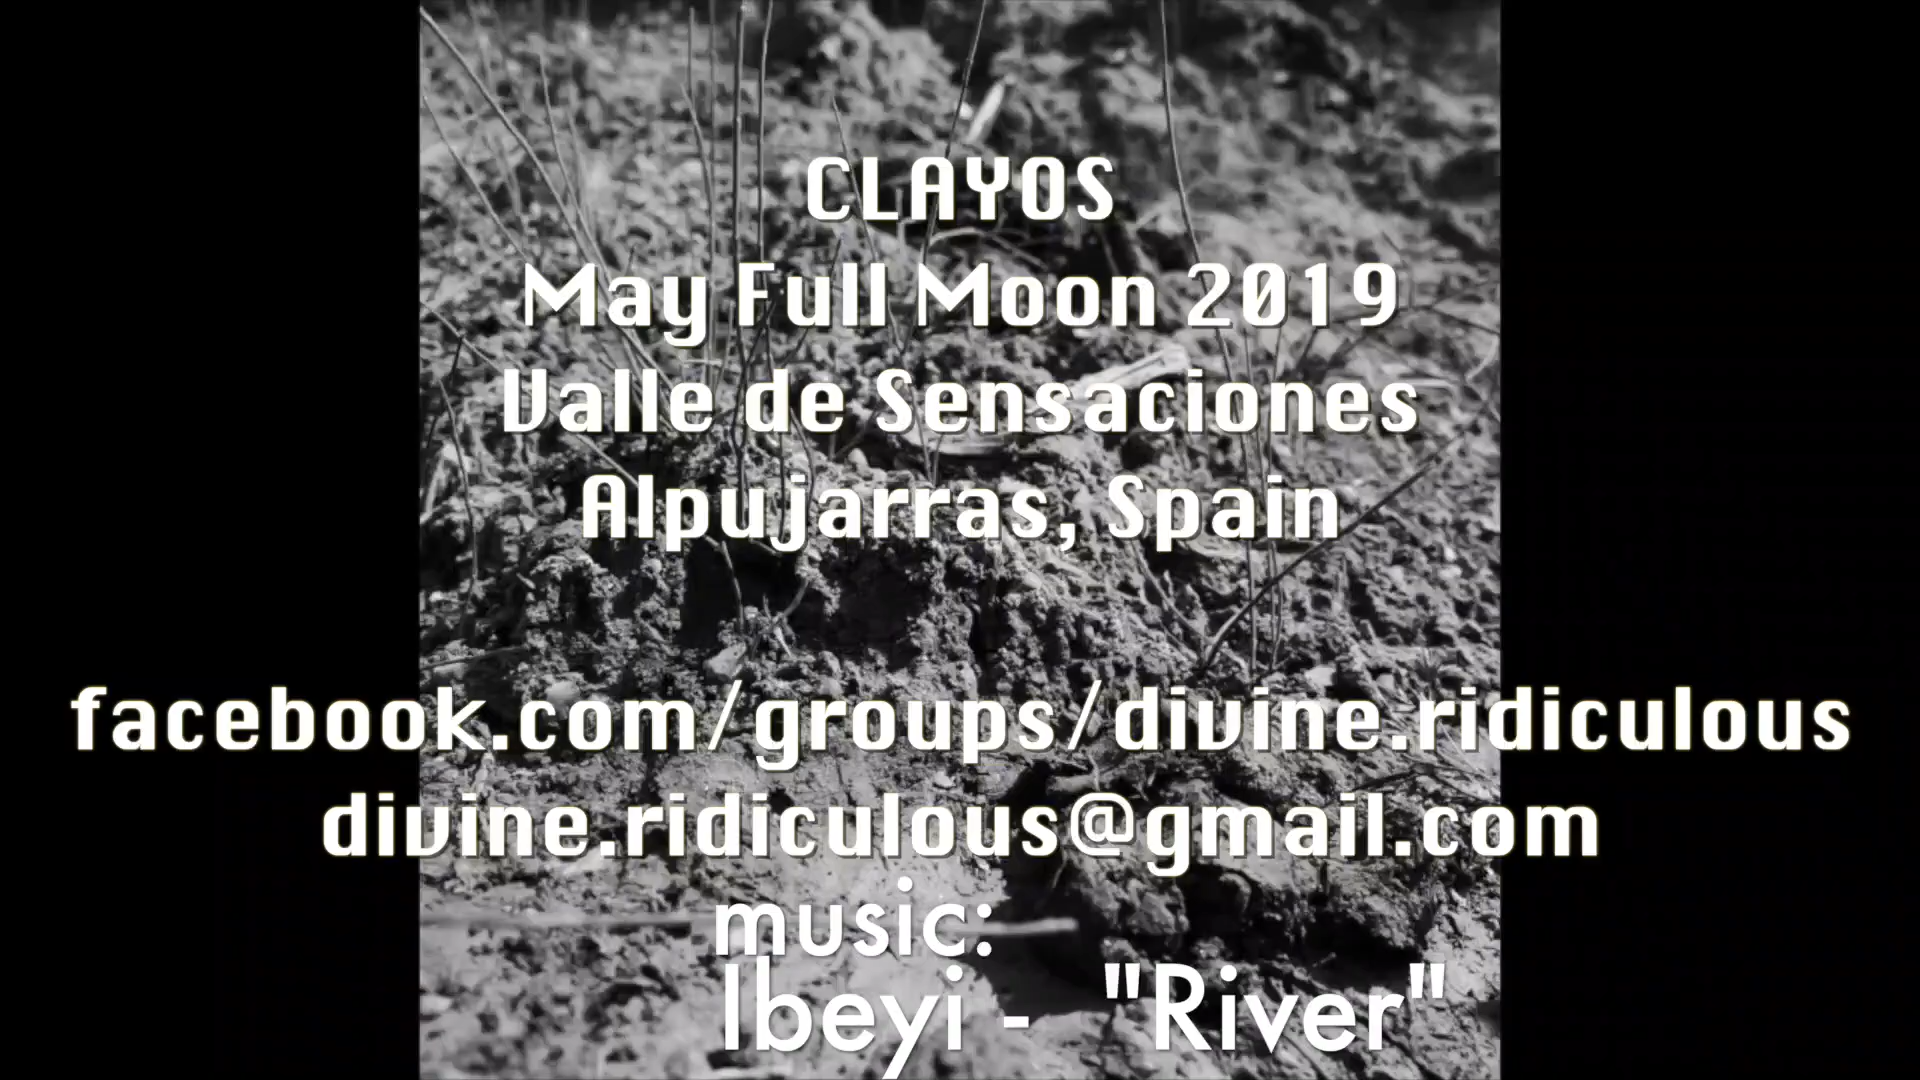 CLAYOS
May Full Moon 2019
Valle de Sensaciones
Alpujarras, Spain
facebook.com/groups/divine.ridiculous
divine.ridiculous@gmail.com
music:
Ibeyi - "River"